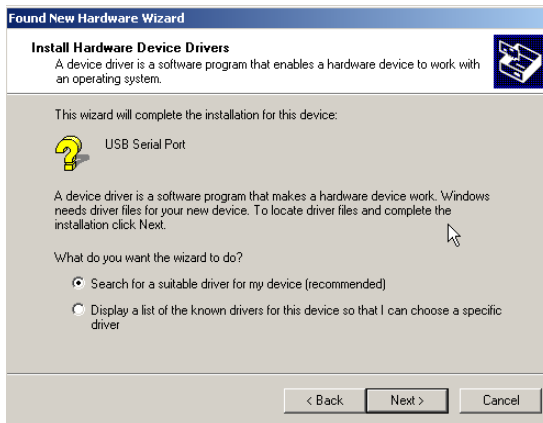 Found New Hardware Wizard
Install Hardware Device Drivers
A device driver is a software program that enables a hardware device to work with
an operating system.
This wizard will complete the installation for this device:
USB Serial Port
A device driver is a software program that makes a hardware device work. Windows
needs driver files for your new device. To locate driver files and complete the
installation click Next.
What do you want the wizard to do?
Search for a suitable driver for my device (recommended)
Display a list of the known drivers for this device so that I can choose a specific
driver
< Back Next > Cancel